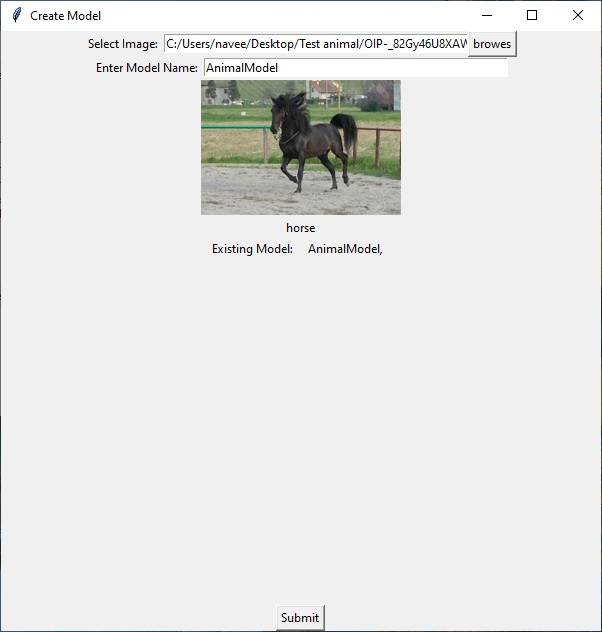 Create Model
Select Image: C:/Users/navee/Desktop/Test animal/OIP-_82Gy46U8XAW browes
Enter Model Name: AnimalModel
horse
Existing Model: AnimalModel,
Submit